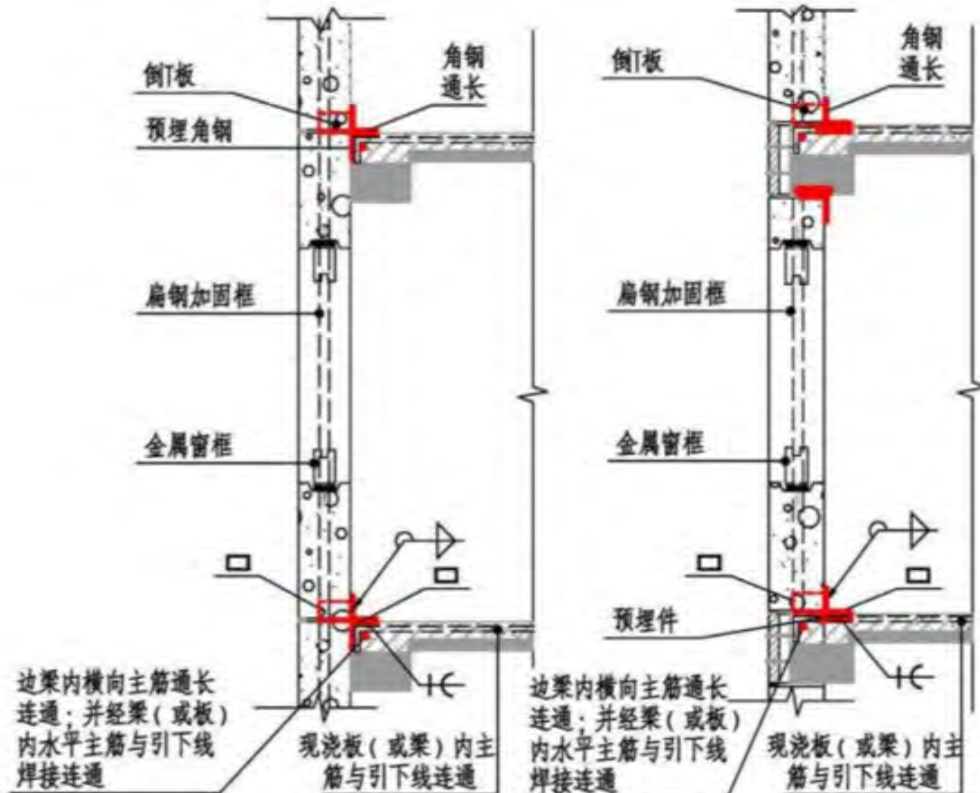 倒T板
角钢
通长
预埋角钢
扁钢加固框
金属窗框
边梁内横向主筋通长
连通；并经梁（或板）
内水平主筋与引下线
焊接连通
现浇板（或梁）内主
筋与引下线连通
倒T板
角钢
通长
扁钢加固框
金属窗框
预埋件
边梁内横向主筋通长
连通；并经梁（或板）
内水平主筋与引下线
焊接连通
现浇板（或梁）内主
筋与引下线连通